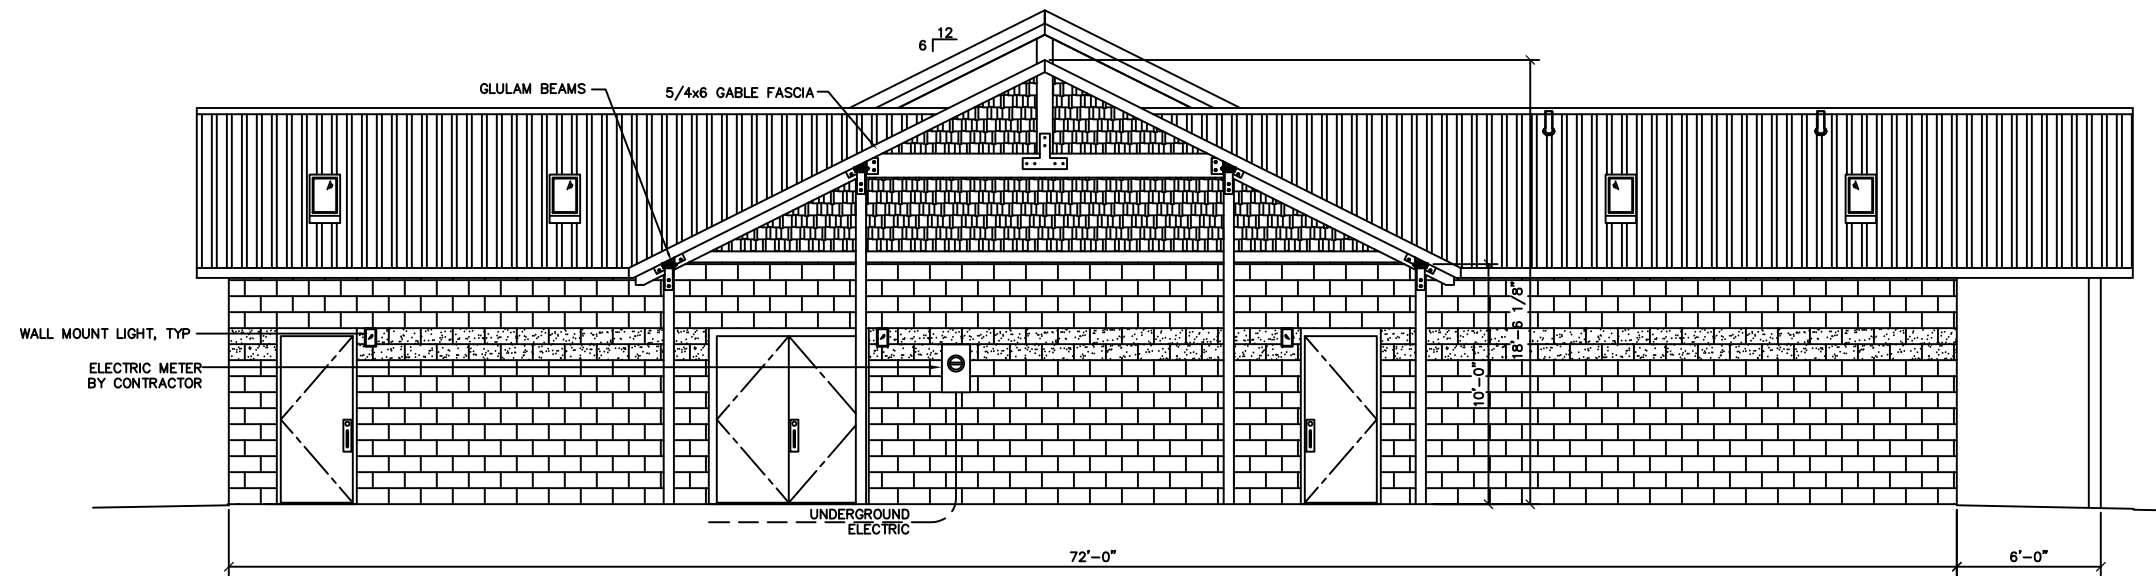 12
6
GLULAM BEAMS
5/4x6 GABLE FASCIA
WALL MOUNT LIGHT, TYP
ELECTRIC METER
BY CONTRACTOR
18'-6 1/8"
10'-0"
UNDERGROUND
ELECTRIC
72'-0"
6'-0"